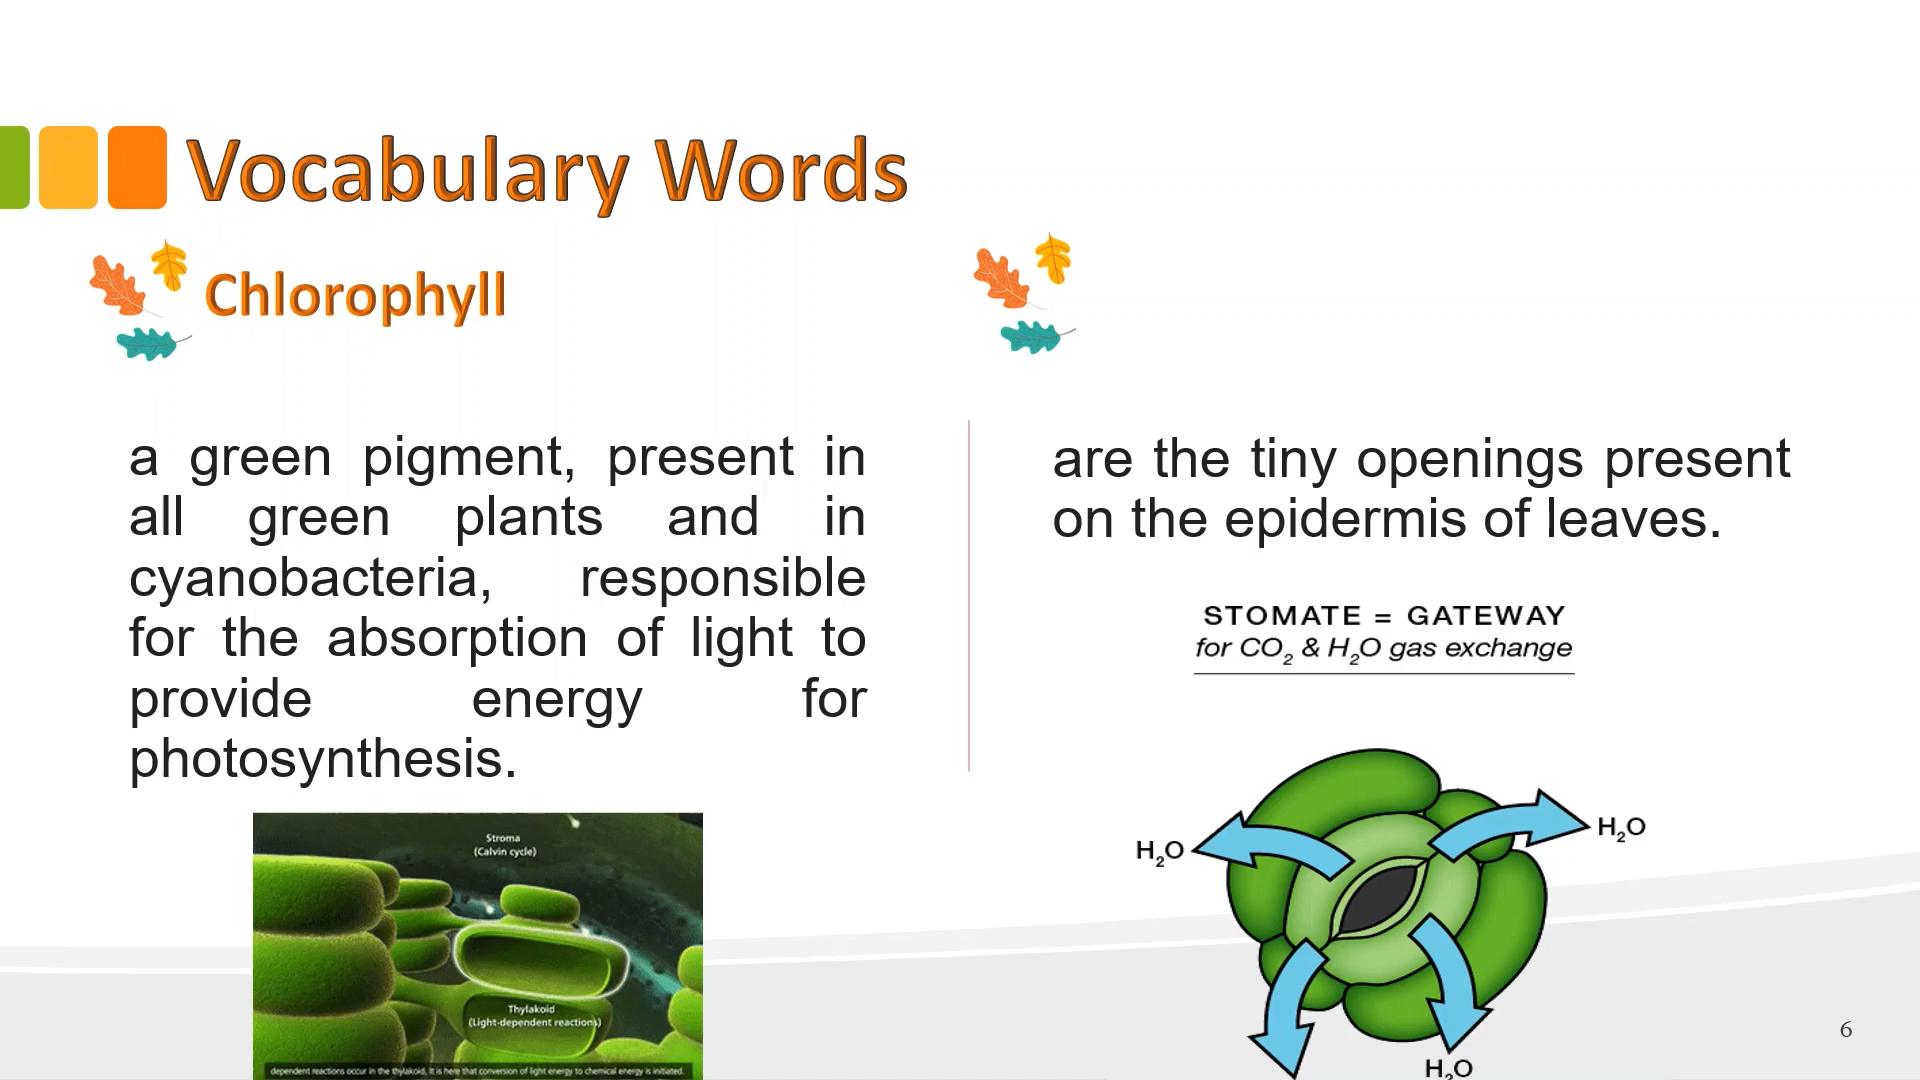 Vocabulary Words
Chlorophyll
a green pigment, present in
all green plants and in
cyanobacteria, responsible
for the absorption of light to
provide energy for
photosynthesis.
Stroma
(Calvin cycle)
Thylakoid
(Light-dependent reactions)
dependent reactions occur in the thylakoid. It is here that conversion of light energy to chemical energy is initiated.
are the tiny openings present
on the epidermis of leaves.
STOMATE = GATEWAY
for CO₂ & H₂O gas exchange
H₂O
H₂O
H₂O
6